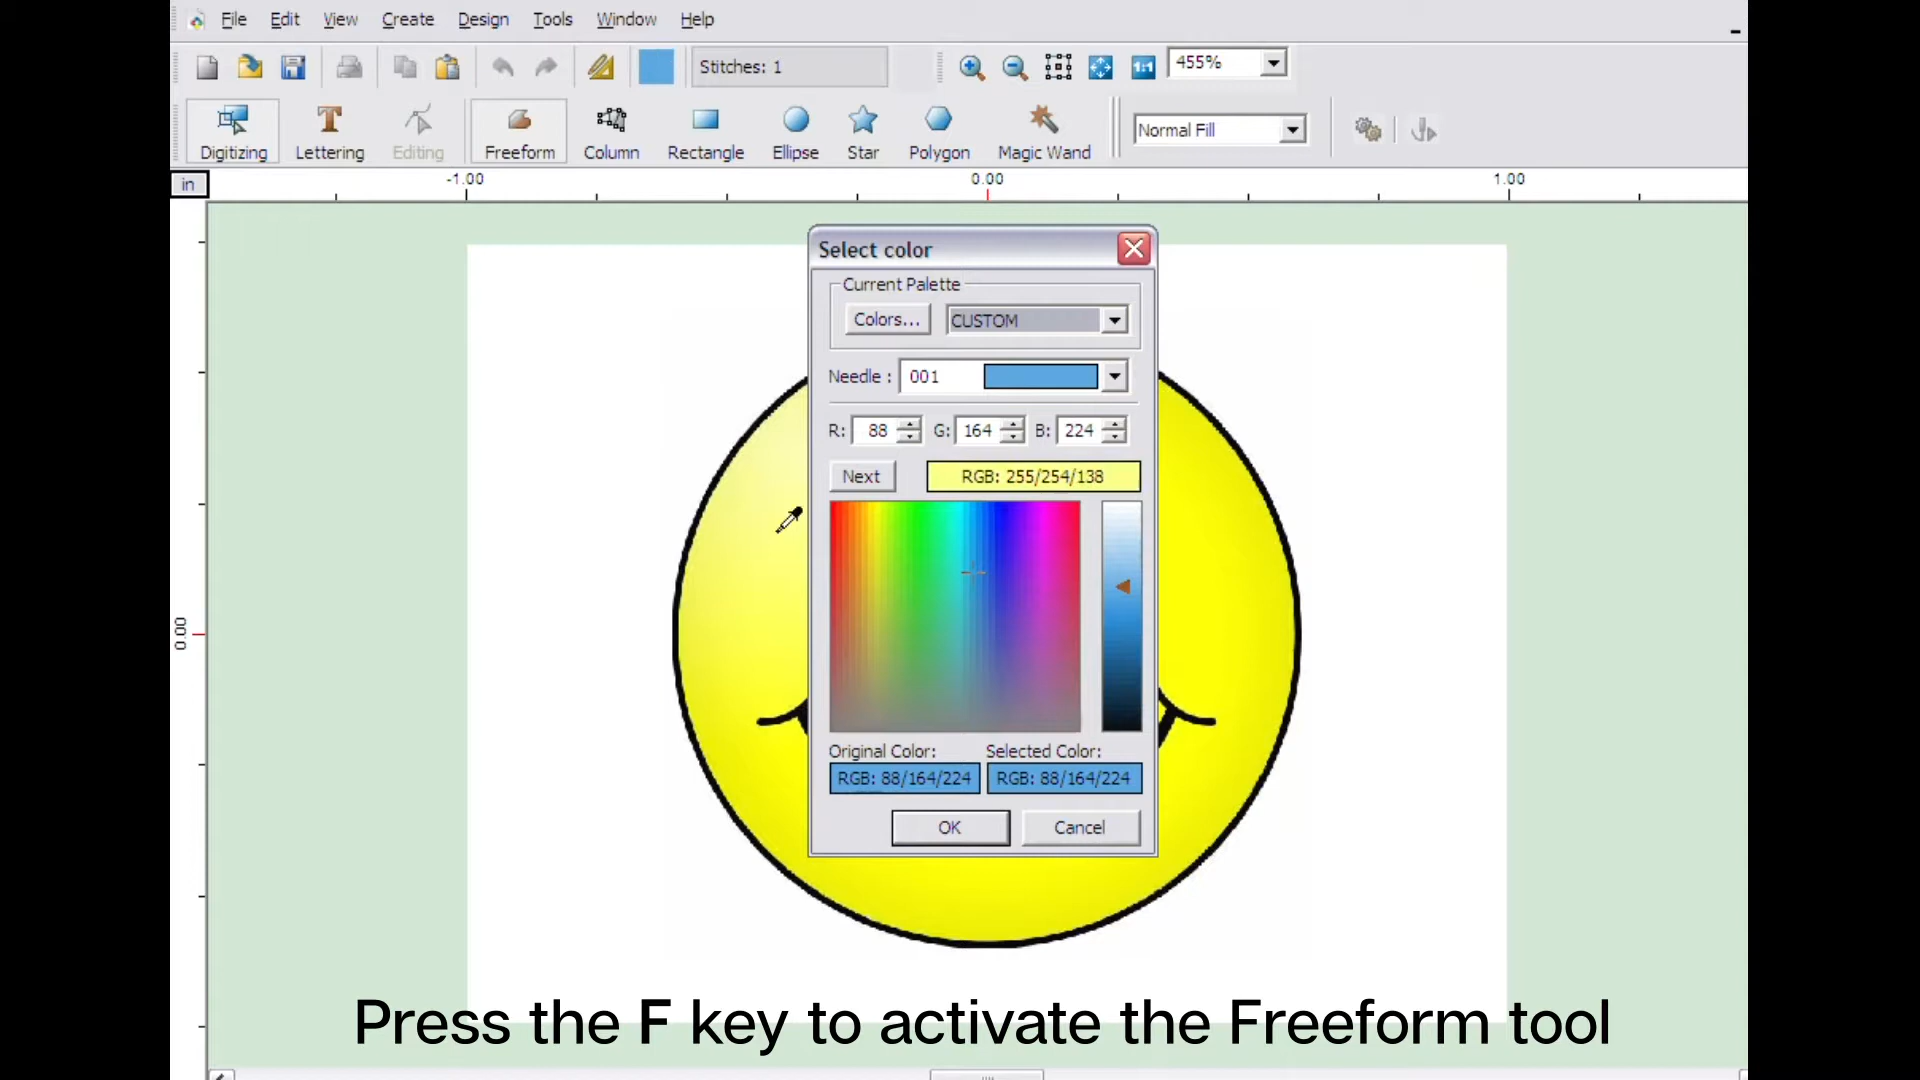 File Edit View Create Design Tools Window Help
Stitches: 1
1:1
455%
Digitizing Lettering Editing Freeform Column Rectangle Ellipse Star Polygon Magic Wand
Normal Fill
in
-1.00 0.00 1.00
Select color
Current Palette
Colors... CUSTOM
Needle : 001
R: 88 G: 164 B: 224
Next RGB: 255/254/138
0.00
Original Color: Selected Color:
RGB: 88/164/224 RGB: 88/164/224
OK Cancel
Press the F key to activate the Freeform tool